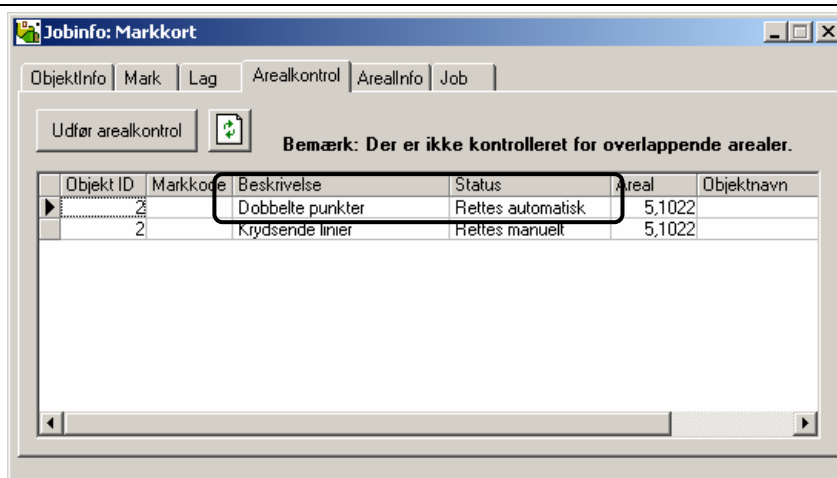 Jobinfo: Markkort
ObjektInfo Mark Lag Arealkontrol ArealInfo Job
Udfør arealkontrol Bemærk: Der er ikke kontrolleret for overlappende arealer.
Objekt ID Markkode Beskrivelse Status Areal Objektnavn
2 Dobbelte punkter Rettes automatisk 5,1022
2 Krydsende linier Rettes manuelt 5,1022